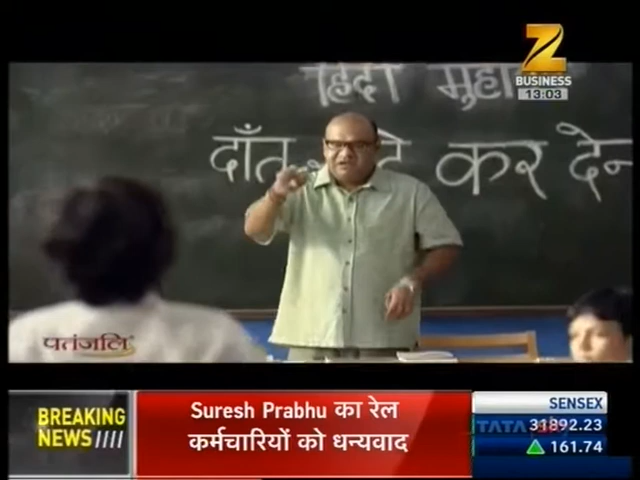 Z
BUSINESS
13:03
हिंदी
दाँत
कर देन
पतंजलि
BREAKING
NEWS
Suresh Prabhu का रेल
कर्मचारियों को धन्यवाद
SENSEX
TATA
31892.23
161.74